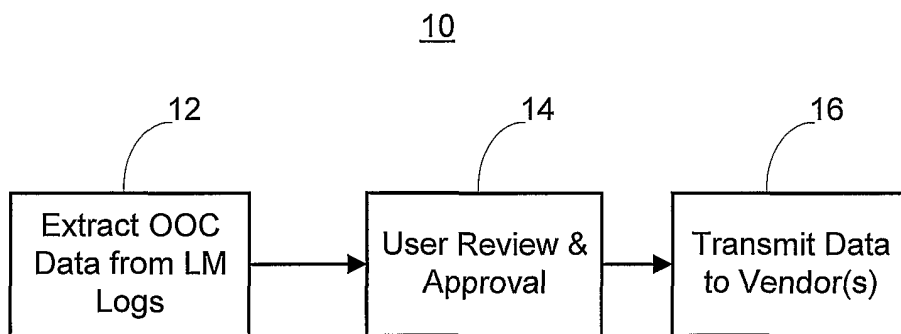 10
12
14
16
Extract OOC
Data from LM
Logs
User Review &
Approval
Transmit Data
to Vendor(s)